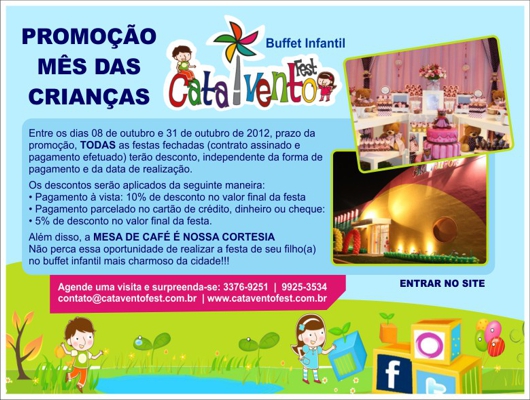 PROMOÇÃO
MÊS DAS
CRIANÇAS
Buffet Infantil
Catavento
Fest
Entre os dias 08 de outubro e 31 de outubro de 2012, prazo da
promoção, TODAS as festas fechadas (contrato assinado e
pagamento efetuado) terão desconto, independente da forma de
pagamento e da data de realização.
Os descontos serão aplicados da seguinte maneira:
• Pagamento à vista: 10% de desconto no valor final da festa
• Pagamento parcelado no cartão de crédito, dinheiro ou cheque:
• 5% de desconto no valor final da festa.
Além disso, a MESA DE CAFÉ É NOSSA CORTESIA
Não perca essa oportunidade de realizar a festa de seu filho(a)
no buffet infantil mais charmoso da cidade!!!
Agende uma visita e surpreenda-se: 3376-9251 | 9925-3534
contato@cataventofest.com.br | www.cataventofest.com.br
ENTRAR NO SITE
f